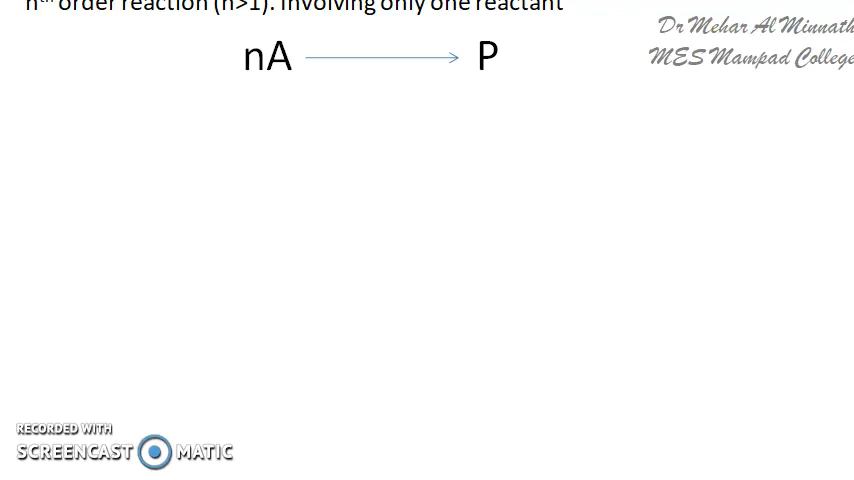 nᵗʰ order reaction (n>1): Involving only one reactant
Dr Mehar Al Minnath
MES Mampad College
nA → P
RECORDED WITH
SCREENCAST MATIC